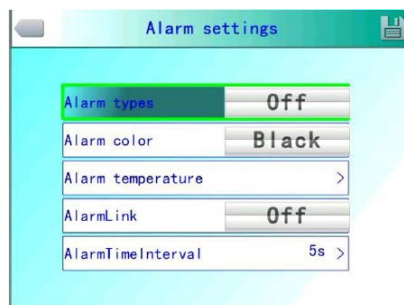 Alarm settings
Alarm types Off
Alarm color Black
Alarm temperature >
AlarmLink Off
AlarmTimeInterval 5s >